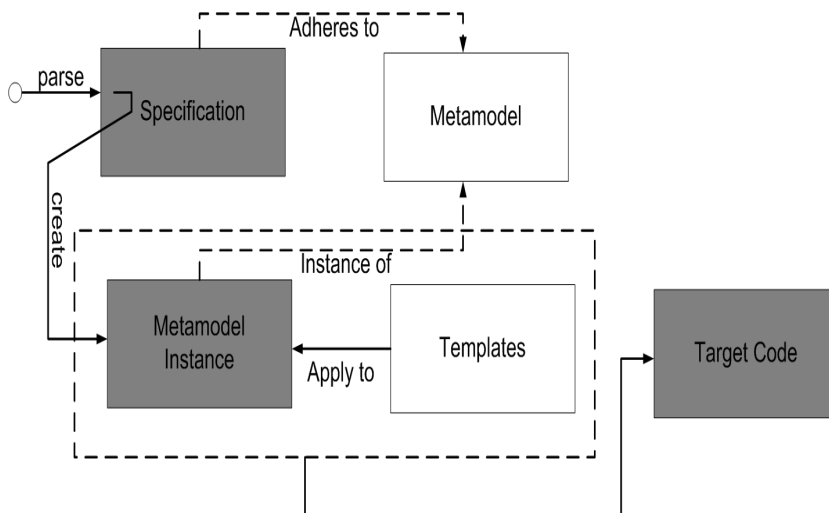 Adheres to
parse
Specification
Metamodel
create
Instance of
Metamodel
Instance
Templates
Apply to
Target Code